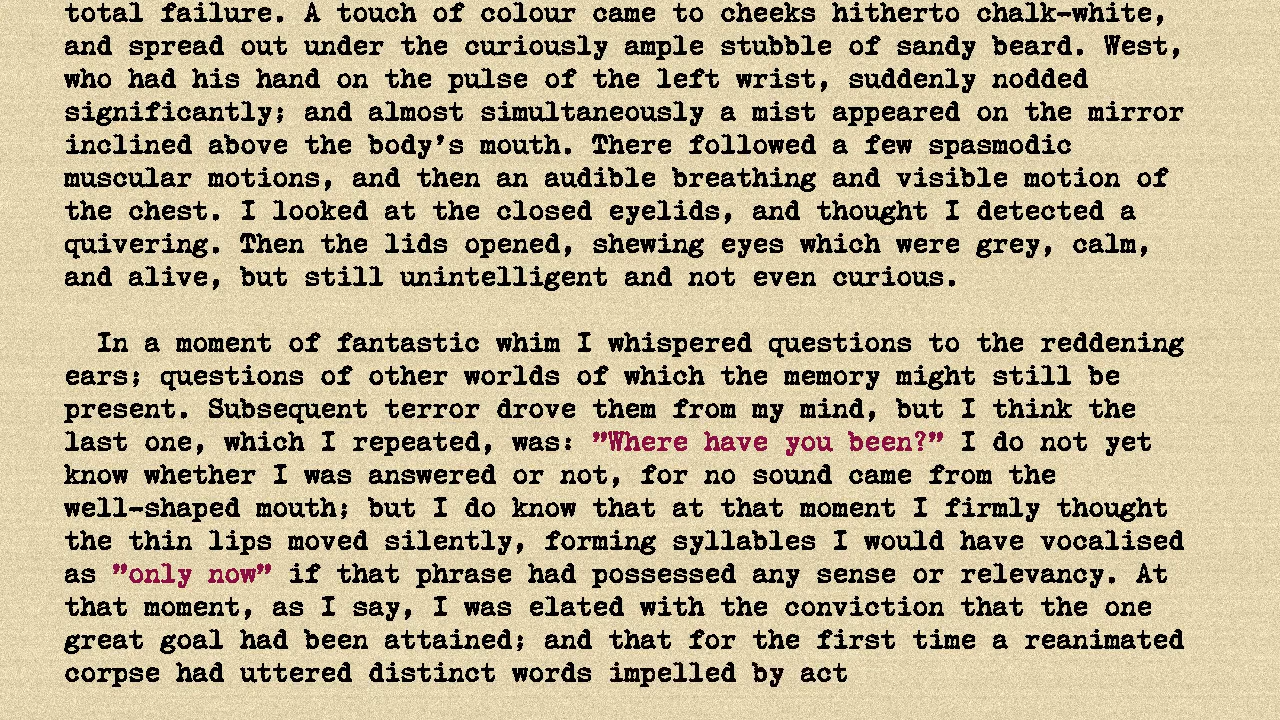 total failure. A touch of colour came to cheeks hitherto chalk-white,
and spread out under the curiously ample stubble of sandy beard. West,
who had his hand on the pulse of the left wrist, suddenly nodded
significantly; and almost simultaneously a mist appeared on the mirror
inclined above the body’s mouth. There followed a few spasmodic
muscular motions, and then an audible breathing and visible motion of
the chest. I looked at the closed eyelids, and thought I detected a
quivering. Then the lids opened, shewing eyes which were grey, calm,
and alive, but still unintelligent and not even curious.
In a moment of fantastic whim I whispered questions to the reddening
ears; questions of other worlds of which the memory might still be
present. Subsequent terror drove them from my mind, but I think the
last one, which I repeated, was: ”Where have you been?” I do not yet
know whether I was answered or not, for no sound came from the
well-shaped mouth; but I do know that at that moment I firmly thought
the thin lips moved silently, forming syllables I would have vocalised
as ”only now” if that phrase had possessed any sense or relevancy. At
that moment, as I say, I was elated with the conviction that the one
great goal had been attained; and that for the first time a reanimated
corpse had uttered distinct words impelled by act